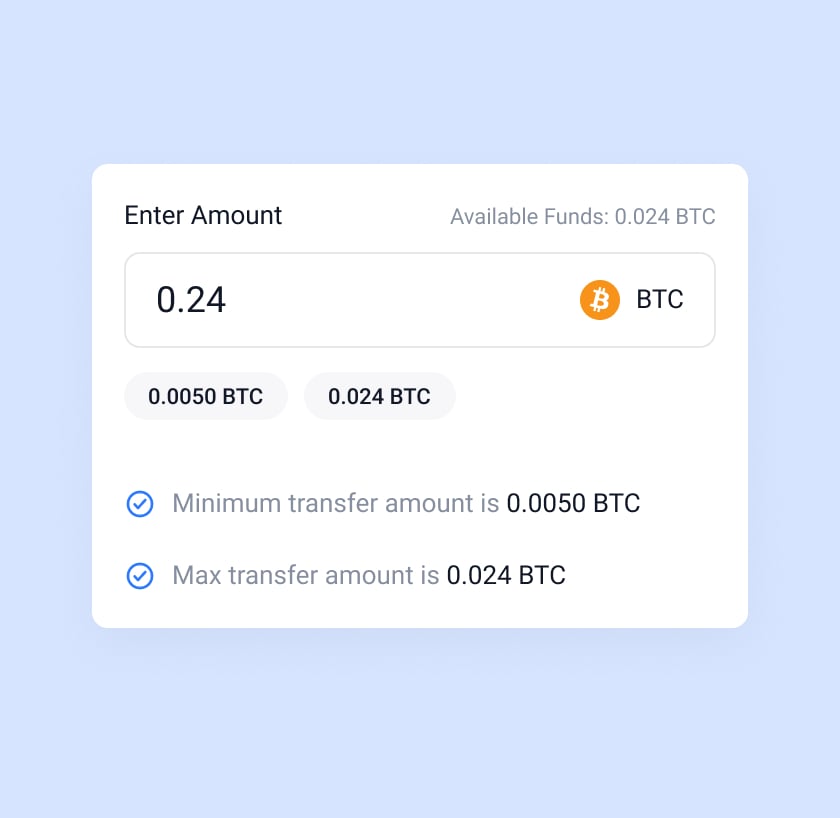 Enter Amount Available Funds: 0.024 BTC
0.24 BTC
0.0050 BTC 0.024 BTC
Minimum transfer amount is 0.0050 BTC
Max transfer amount is 0.024 BTC